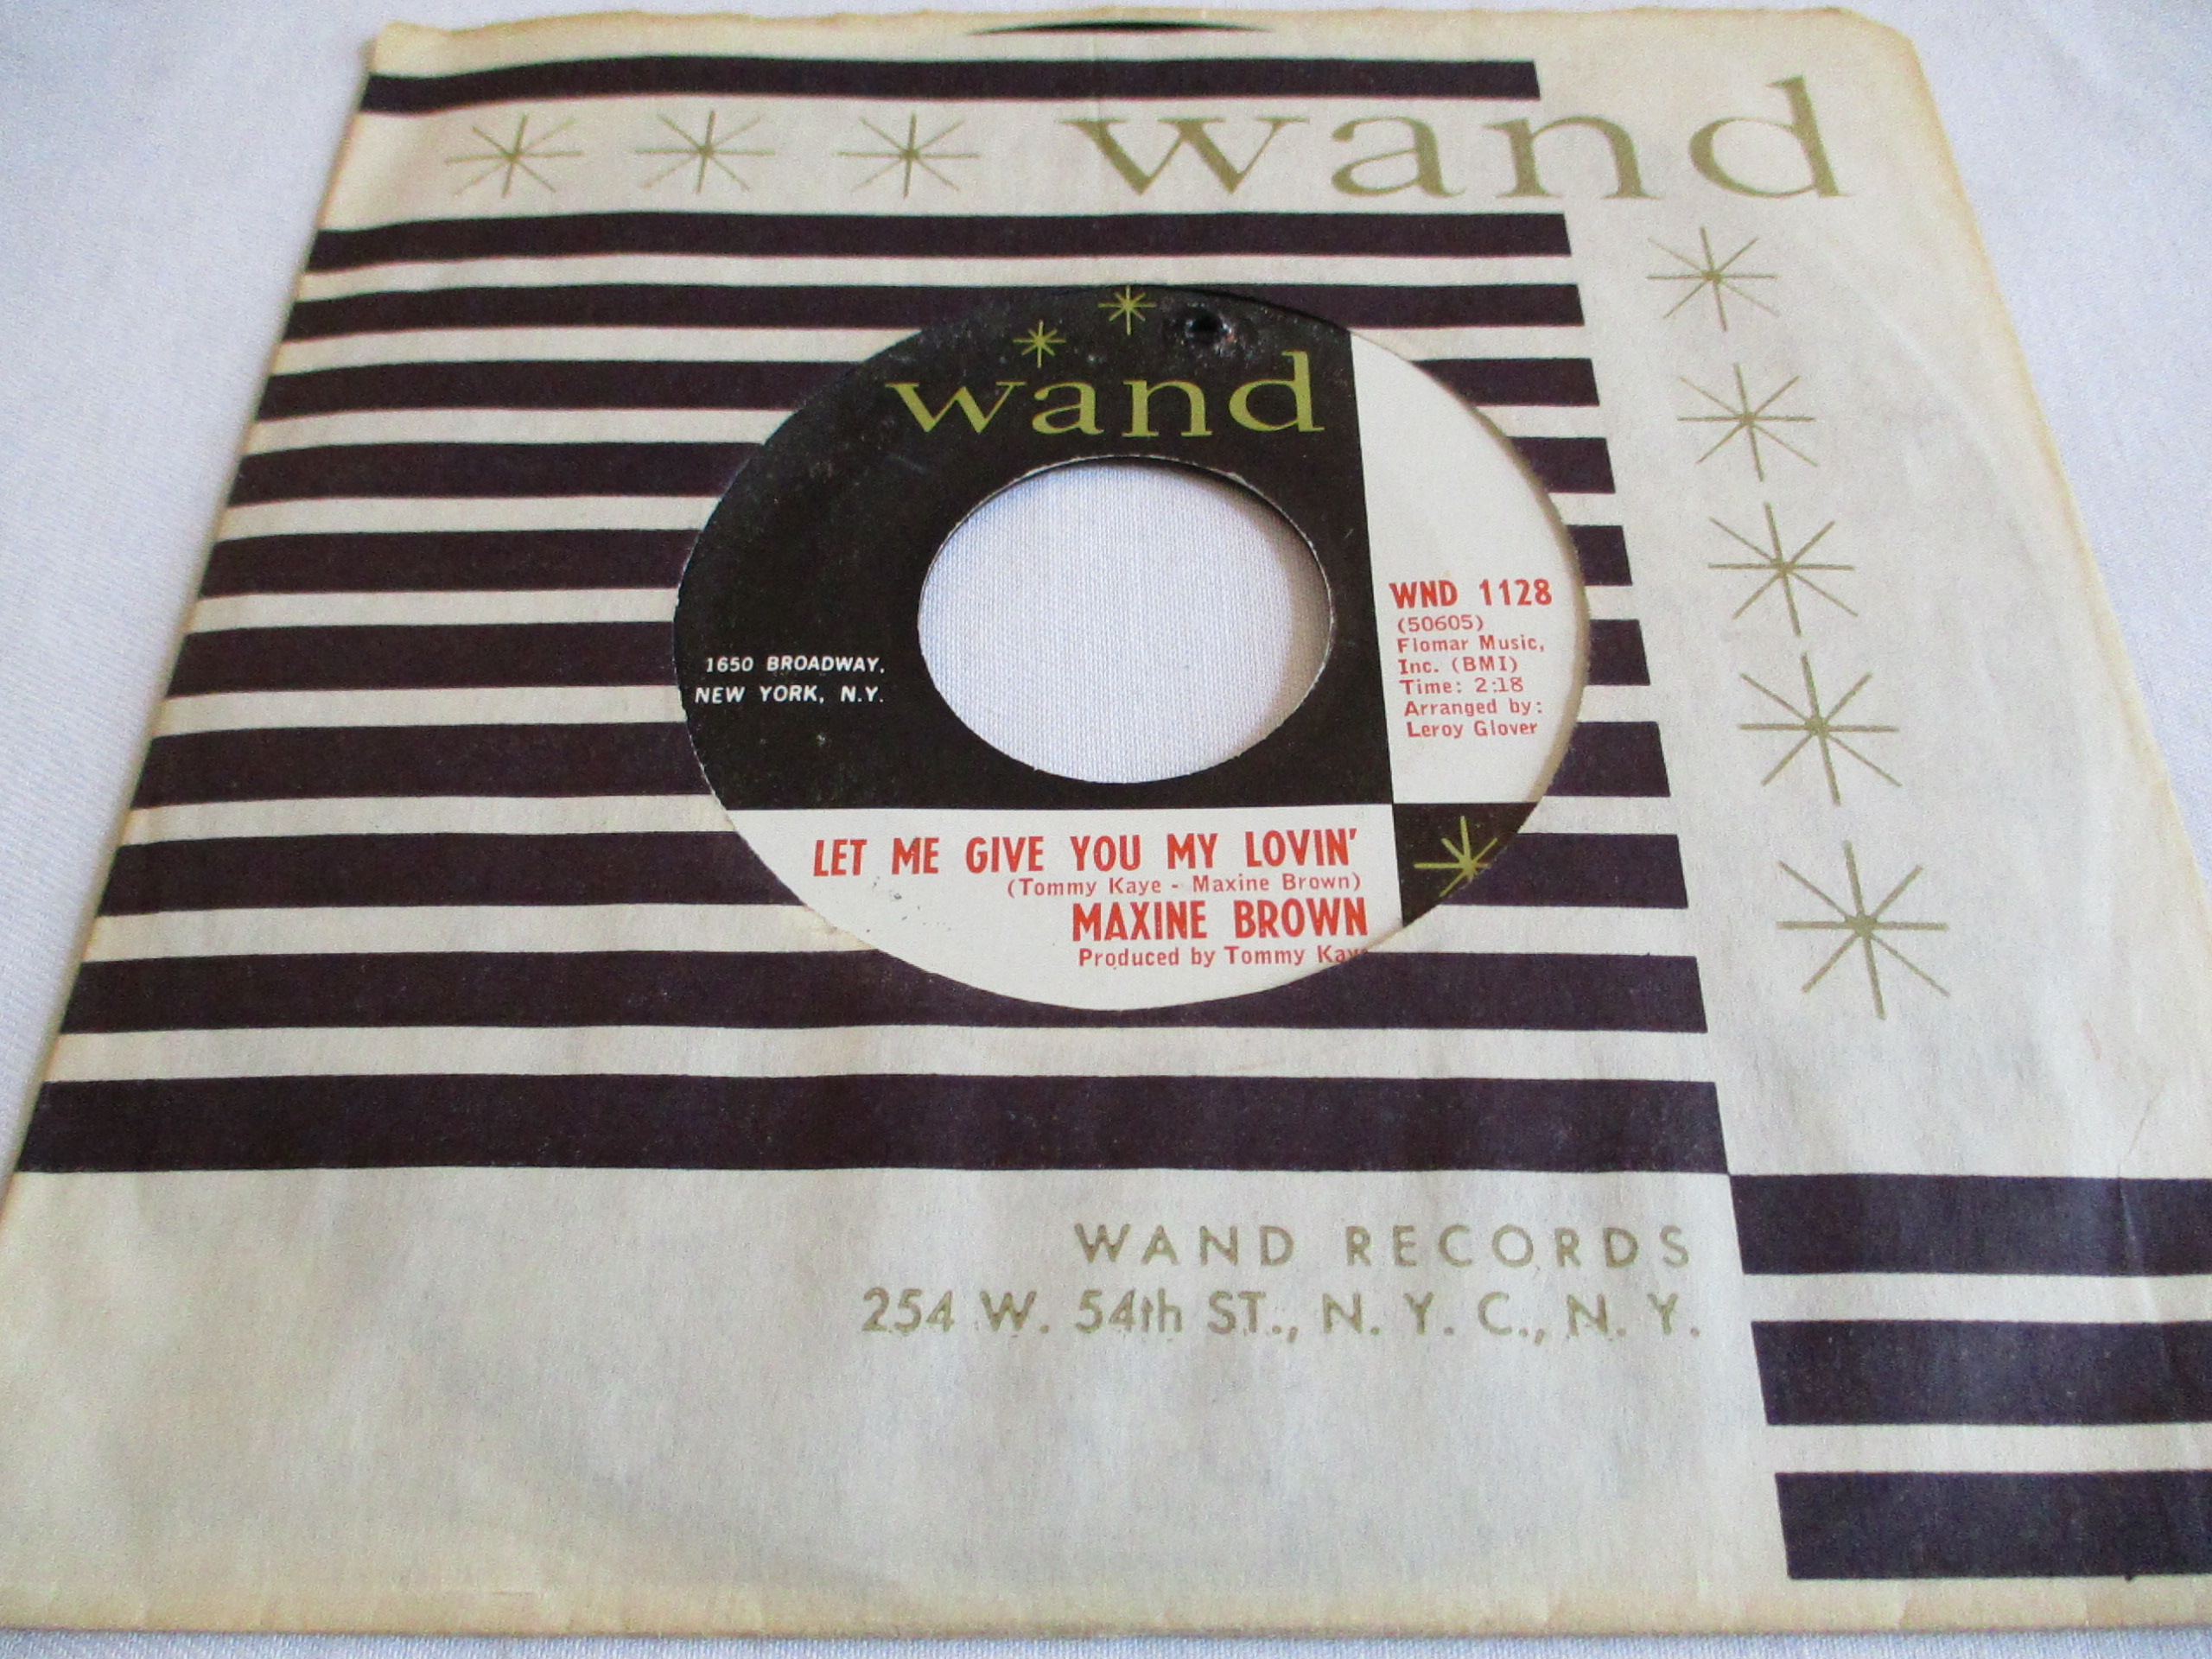 wand
wand
1650 BROADWAY,
NEW YORK, N.Y.
WND 1128
(50605)
Flomar Music,
Inc. (BMI)
Time: 2:18
Arranged by:
Leroy Glover
LET ME GIVE YOU MY LOVIN'
(Tommy Kaye - Maxine Brown)
MAXINE BROWN
Produced by Tommy Kay
WAND RECORDS
254 W. 54th ST., N. Y. C., N. Y.